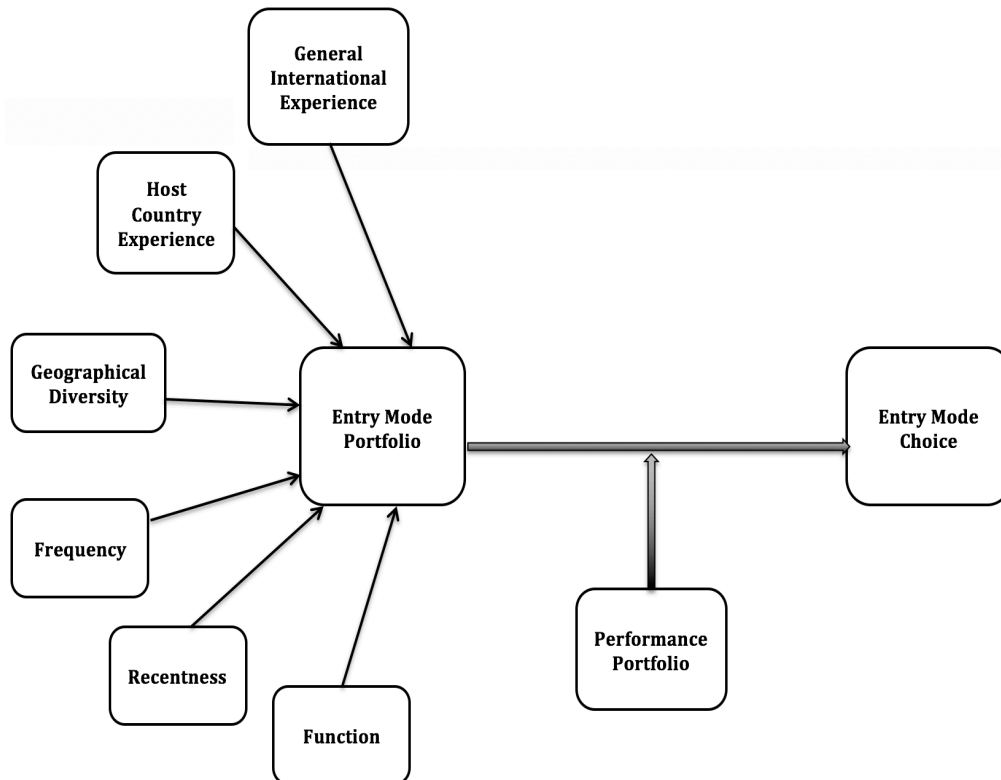 General
International
Experience
Host
Country
Experience
Geographical
Diversity
Entry Mode
Portfolio
Entry Mode
Choice
Frequency
Performance
Portfolio
Recentness
Function